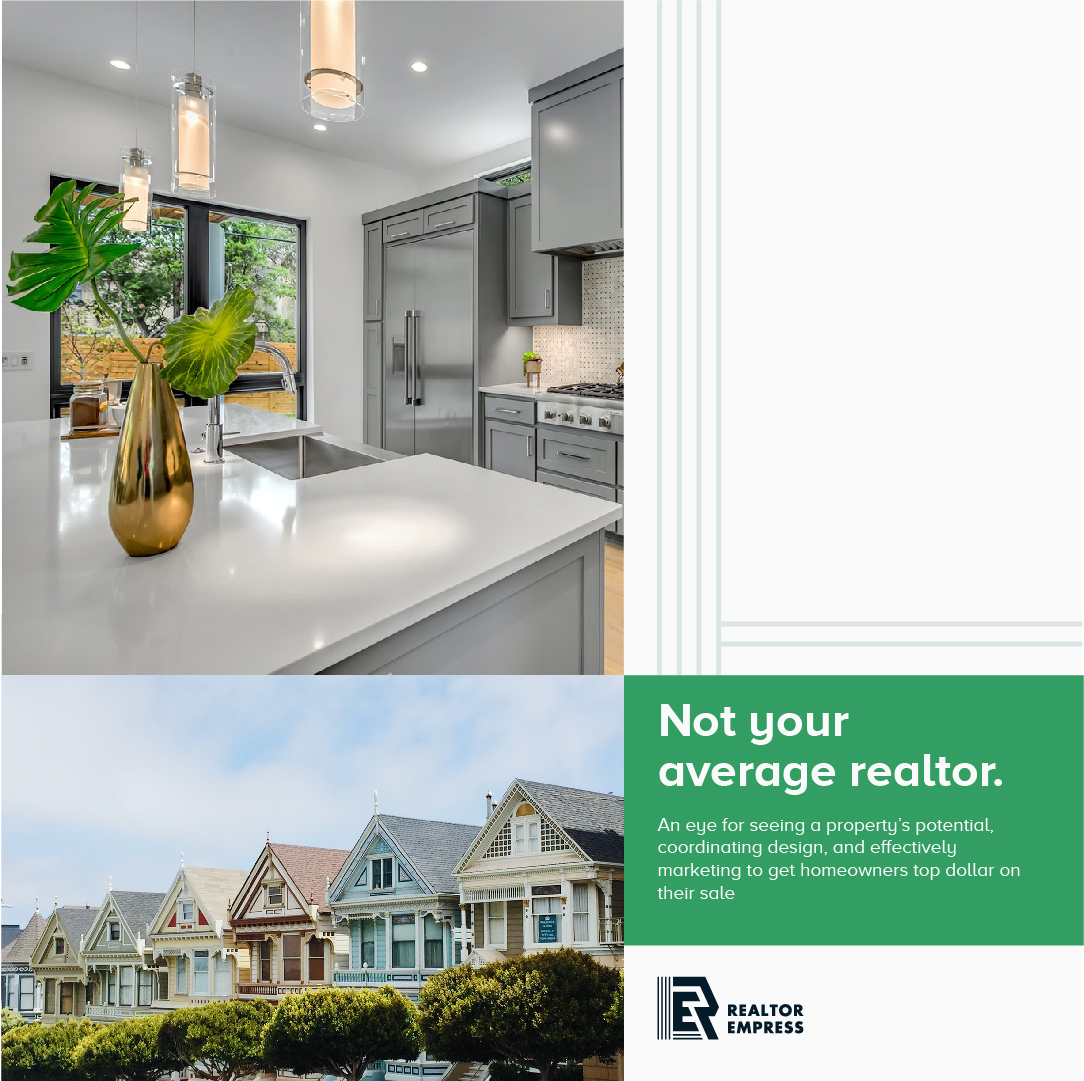 Not your
average realtor.
An eye for seeing a property's potential,
coordinating design, and effectively
marketing to get homeowners top dollar on
their sale
ER
REALTOR
EMPRESS